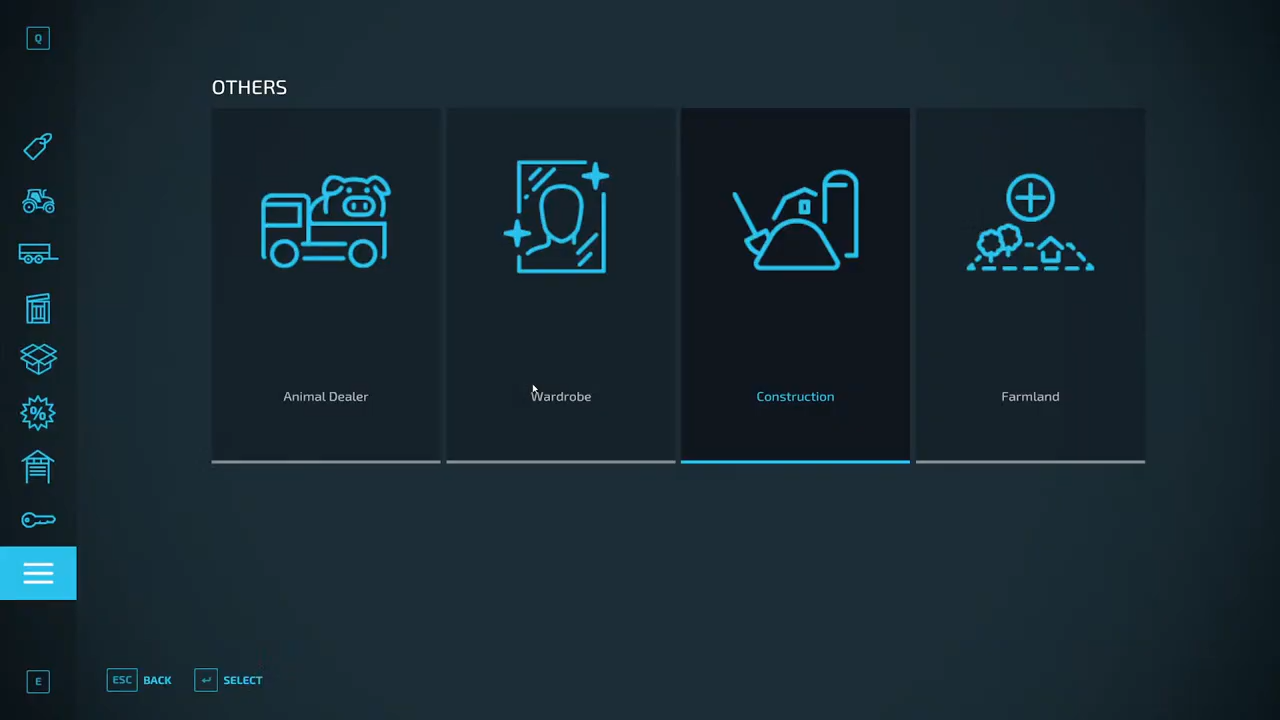 Q
OTHERS
Animal Dealer
Wardrobe
Construction
Farmland
%
E
ESC BACK SELECT